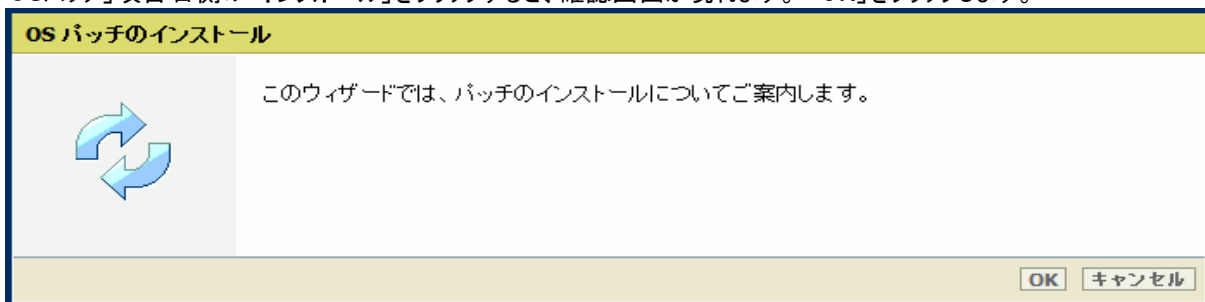 OS パッチのインストール
このウィザードでは、パッチのインストールについてご案内します。
OK キャンセル